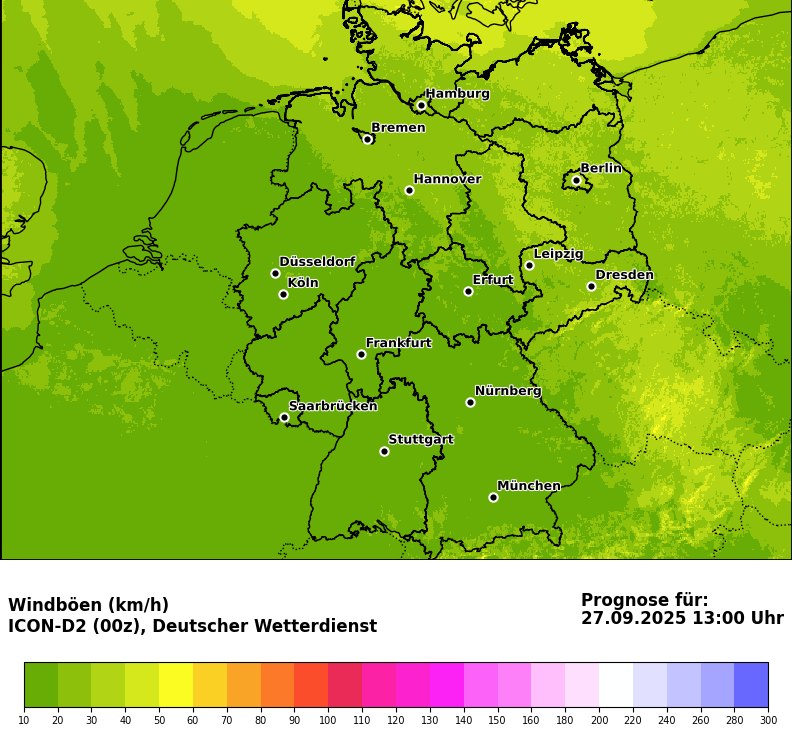 Hamburg
Bremen
Berlin
Hannover
Leipzig
Düsseldorf
Dresden
Köln
Erfurt
Frankfurt
Nürnberg
Saarbrücken
Stuttgart
München
Windböen (km/h)
ICON-D2 (00z), Deutscher Wetterdienst
Prognose für:
27.09.2025 13:00 Uhr
10 20 30 40 50 60 70 80 90 100 110 120 130 140 150 160 180 200 220 240 260 280 300